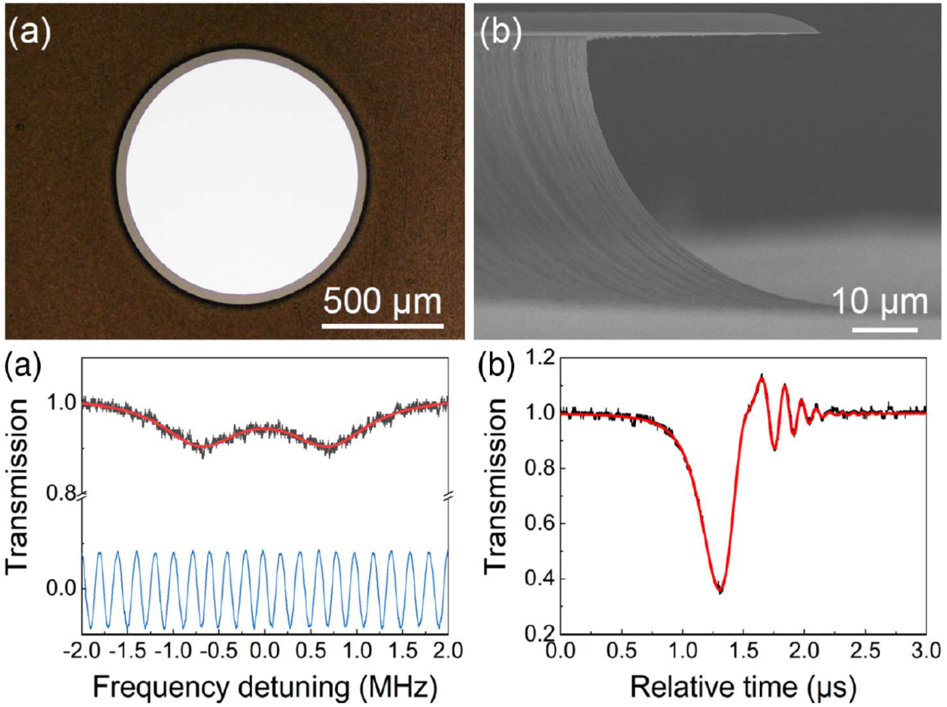 (a)
500 µm
(b)
10 µm
(a)
Transmission
1.0
0.8
0.0
-2.0 -1.5 -1.0 -0.5 0.0 0.5 1.0 1.5 2.0
Frequency detuning (MHz)
(b)
Transmission
1.2
1.0
0.8
0.6
0.4
0.2
0.0 0.5 1.0 1.5 2.0 2.5 3.0
Relative time (µs)